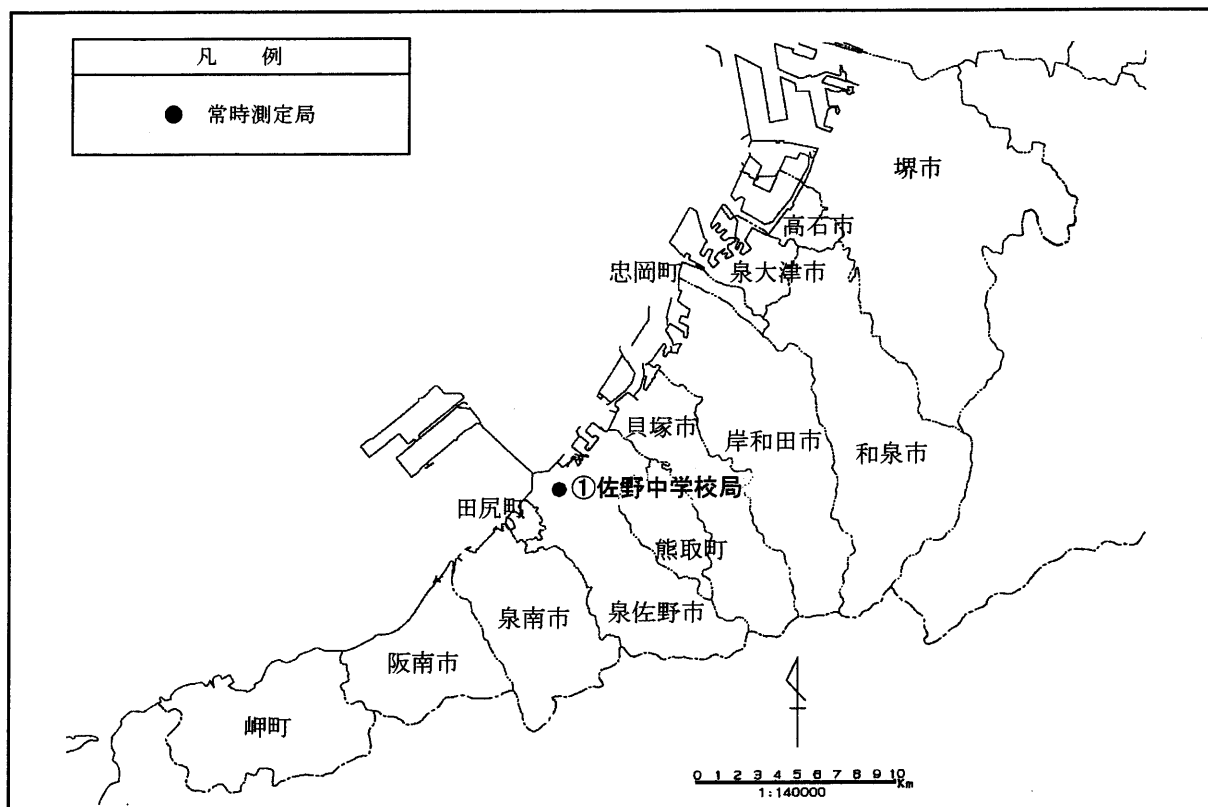 凡 例
● 常時測定局
堺市
高石市
忠岡町
泉大津市
貝塚市
岸和田市
和泉市
①佐野中学校局
田尻町
熊取町
泉南市
泉佐野市
阪南市
岬町
0 1 2 3 4 5 6 7 8 9 10
Km
1:140000